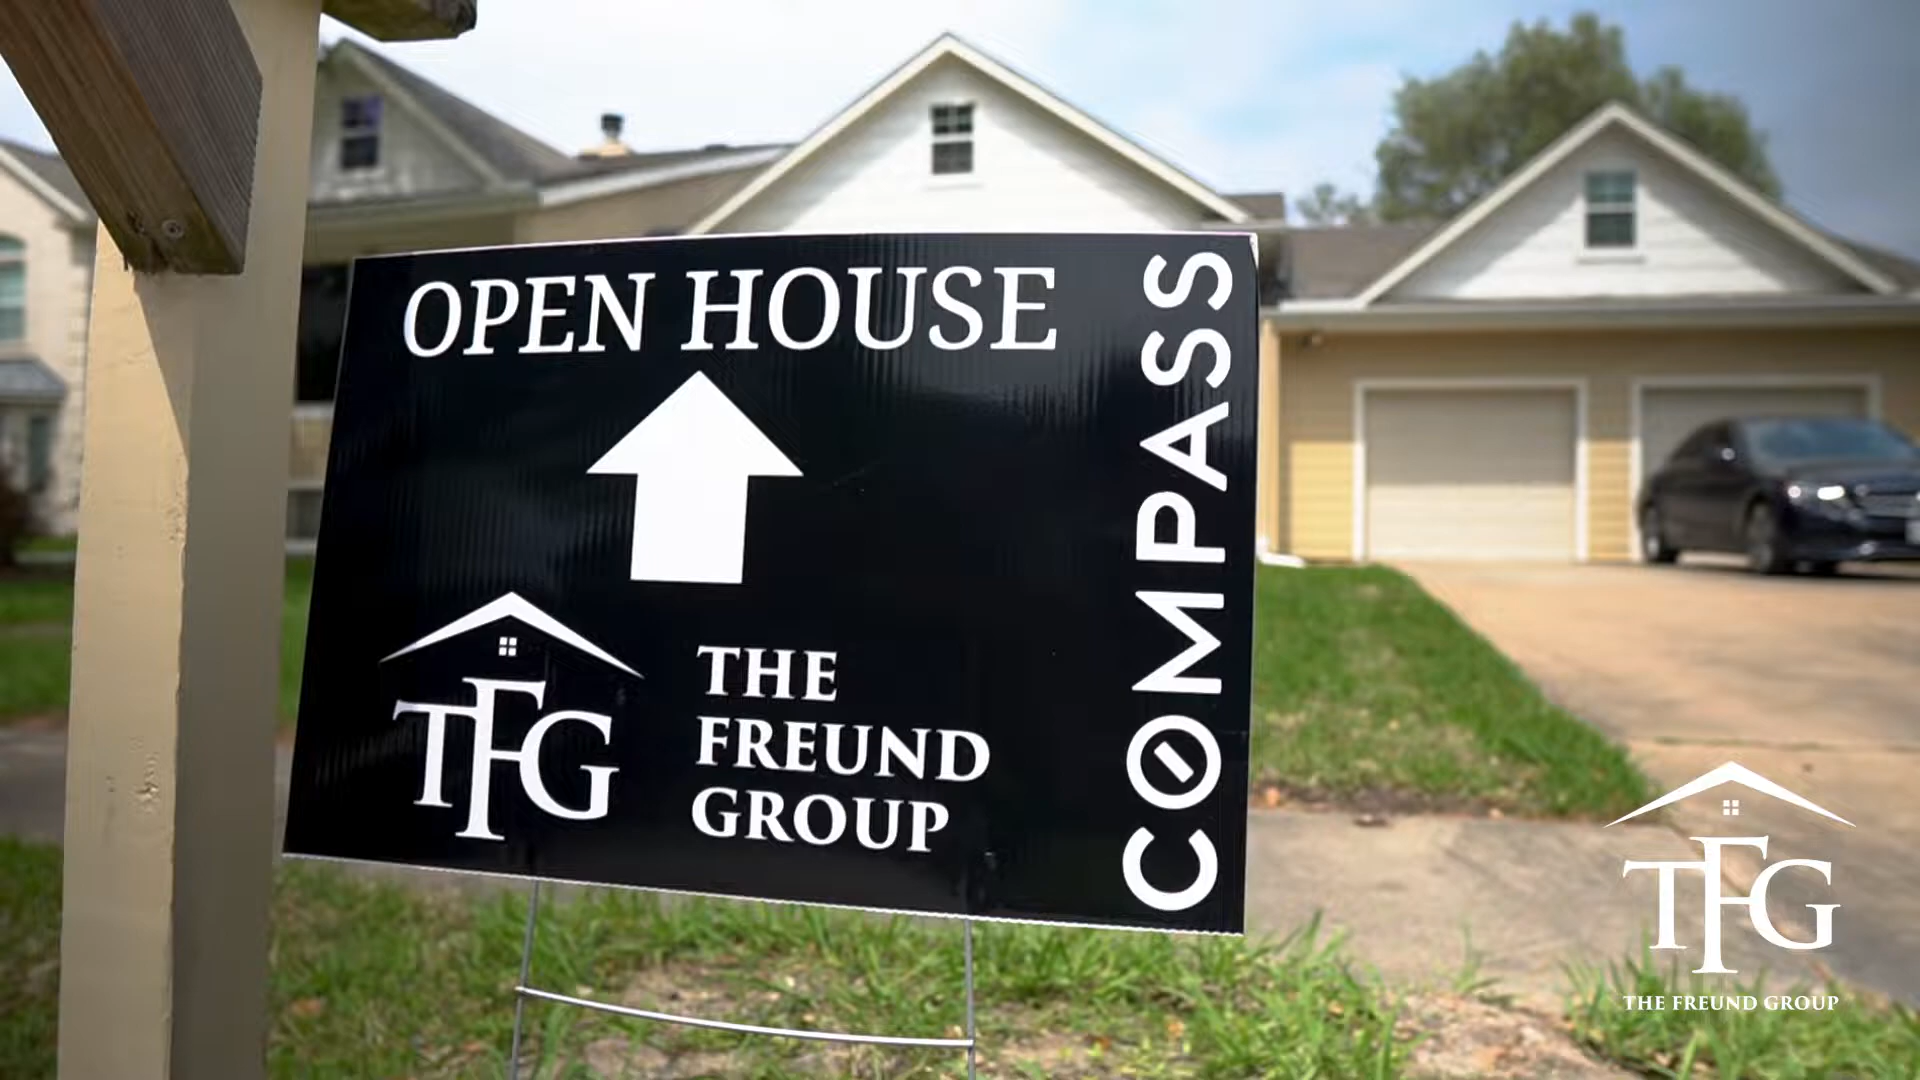 OPEN HOUSE
COMPASS
TFG
THE
FREUND
GROUP
TFG
THE FREUND GROUP